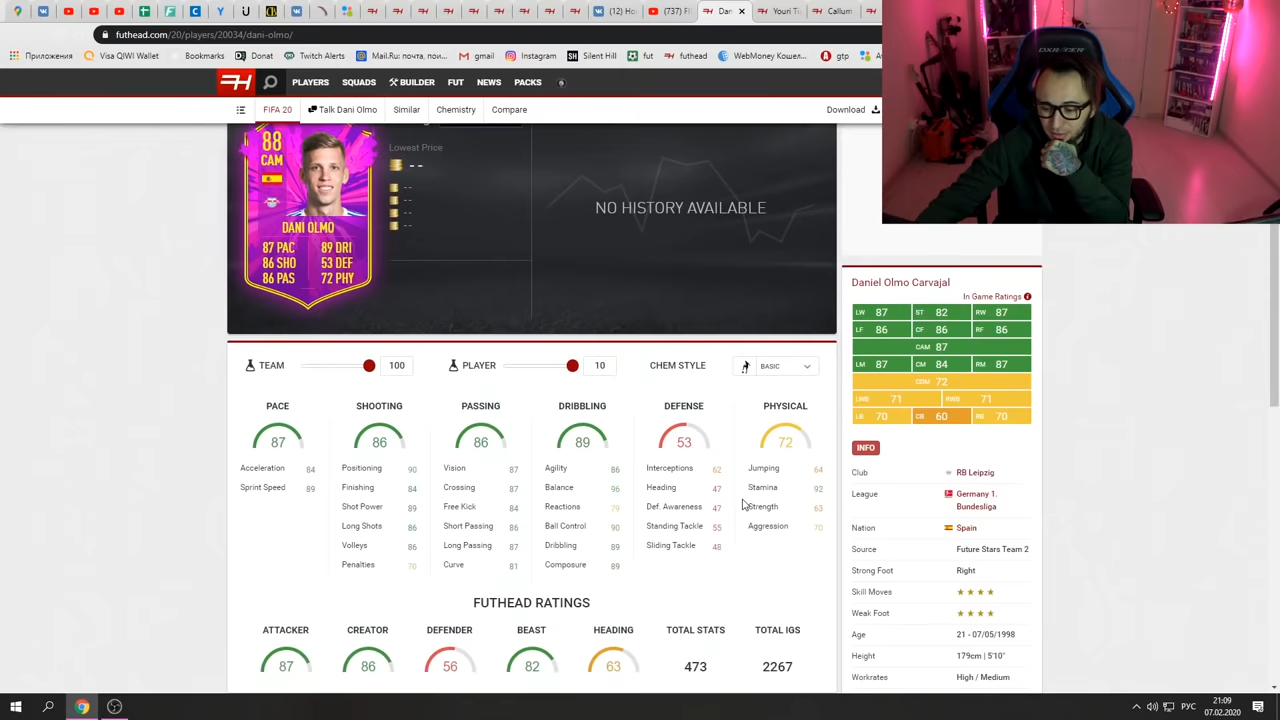 (12) Но
(737) Fl
Dan
Youri Ti
futhead.com/20/players/20034/dani-olmo/
Приложения Visa QIWI Wallet Bookmarks Donat Twitch Alerts Mail.Ru: почта, пои... gmail Instagram Silent Hill fut futhead WebMoney Кошел... gtp
DXRACER
PLAYERS SQUADS BUILDER FUT NEWS PACKS
FIFA 20 Talk Dani Olmo Similar Chemistry Compare Download
88
CAM
DANI OLMO
87 PAC 89 DRI
86 SHO 53 DEF
86 PAS 72 PHY
Lowest Price
--
--
--
--
--
NO HISTORY AVAILABLE
TEAM 100 PLAYER 10 CHEM STYLE BASIC
PACE SHOOTING PASSING DRIBBLING DEFENSE PHYSICAL
87 86 86 89 53 72
Acceleration 84 Positioning 90 Vision 87 Agility 86 Interceptions 62 Jumping 64
Sprint Speed 89 Finishing 84 Crossing 87 Balance 96 Heading 47 Stamina 92
Shot Power 89 Free Kick 84 Reactions 79 Def. Awareness 47 Strength 63
Long Shots 86 Short Passing 86 Ball Control 90 Standing Tackle 55 Aggression 70
Volleys 86 Long Passing 87 Dribbling 89 Sliding Tackle 48
Penalties 70 Curve 81 Composure 89
FUTHEAD RATINGS
ATTACKER CREATOR DEFENDER BEAST HEADING TOTAL STATS TOTAL IGS
87 86 56 82 63 473 2267
Daniel Olmo Carvajal
In Game Ratings
LW 87 ST 82 RW 87
LF 86 CF 86 RF 86
CAM 87
LM 87 CM 84 RM 87
CDM 72
LWB 71 RWB 71
LB 70 CB 60 RB 70
INFO
Club RB Leipzig
League Germany 1.
Bundesliga
Nation Spain
Source Future Stars Team 2
Strong Foot Right
Skill Moves
Weak Foot
Age 21 - 07/05/1998
Height 179cm | 5'10"
Workrates High / Medium
РУС
21:09
07.02.2020